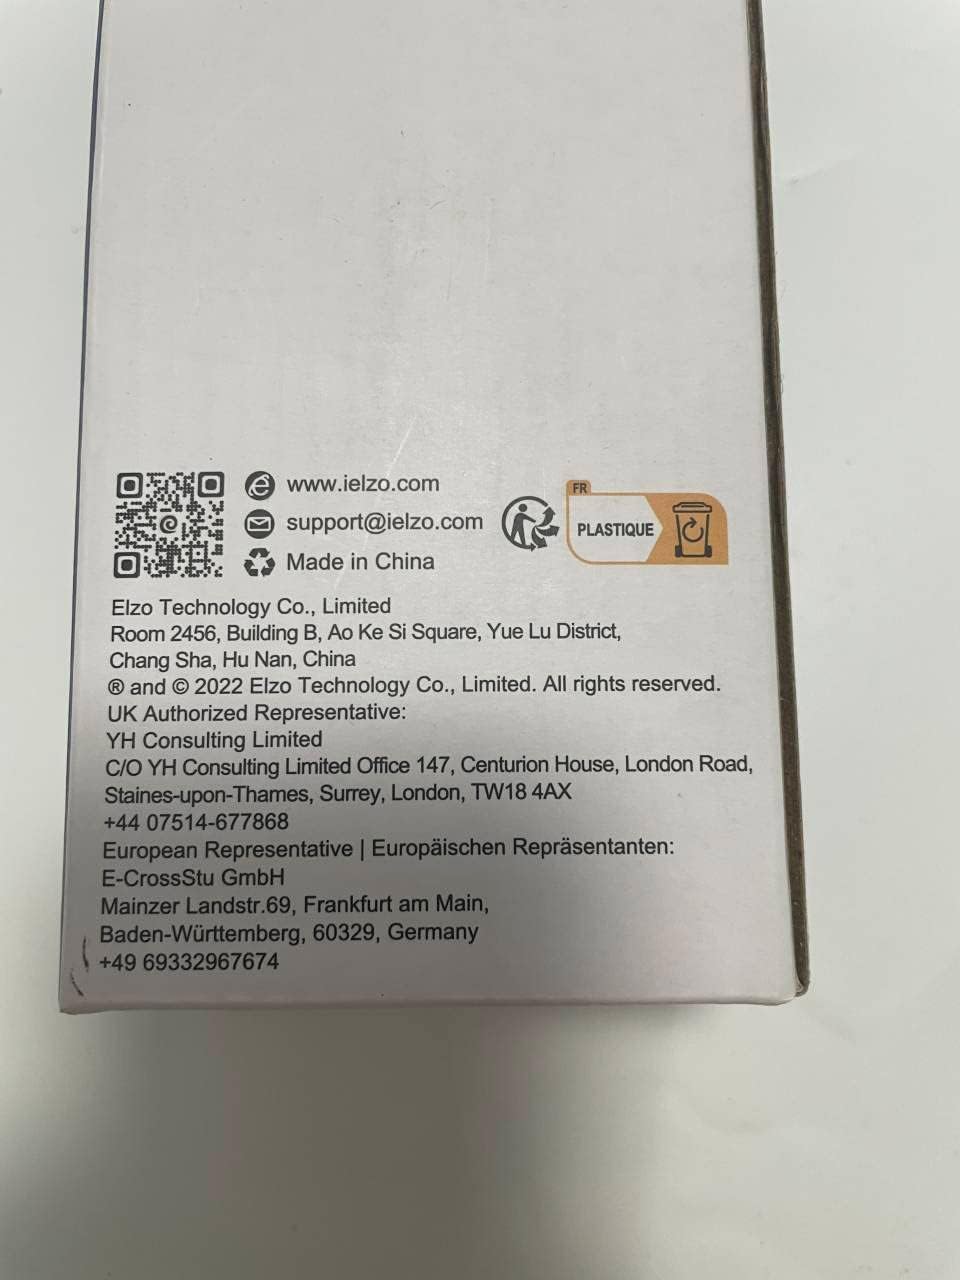 www.ielzo.com
support@ielzo.com
Made in China
FR
PLASTIQUE
Elzo Technology Co., Limited
Room 2456, Building B, Ao Ke Si Square, Yue Lu District,
Chang Sha, Hu Nan, China
® and © 2022 Elzo Technology Co., Limited. All rights reserved.
UK Authorized Representative:
YH Consulting Limited
C/O YH Consulting Limited Office 147, Centurion House, London Road,
Staines-upon-Thames, Surrey, London, TW18 4AX
+44 07514-677868
European Representative | Europäischen Repräsentanten:
E-CrossStu GmbH
Mainzer Landstr.69, Frankfurt am Main,
Baden-Württemberg, 60329, Germany
+49 69332967674